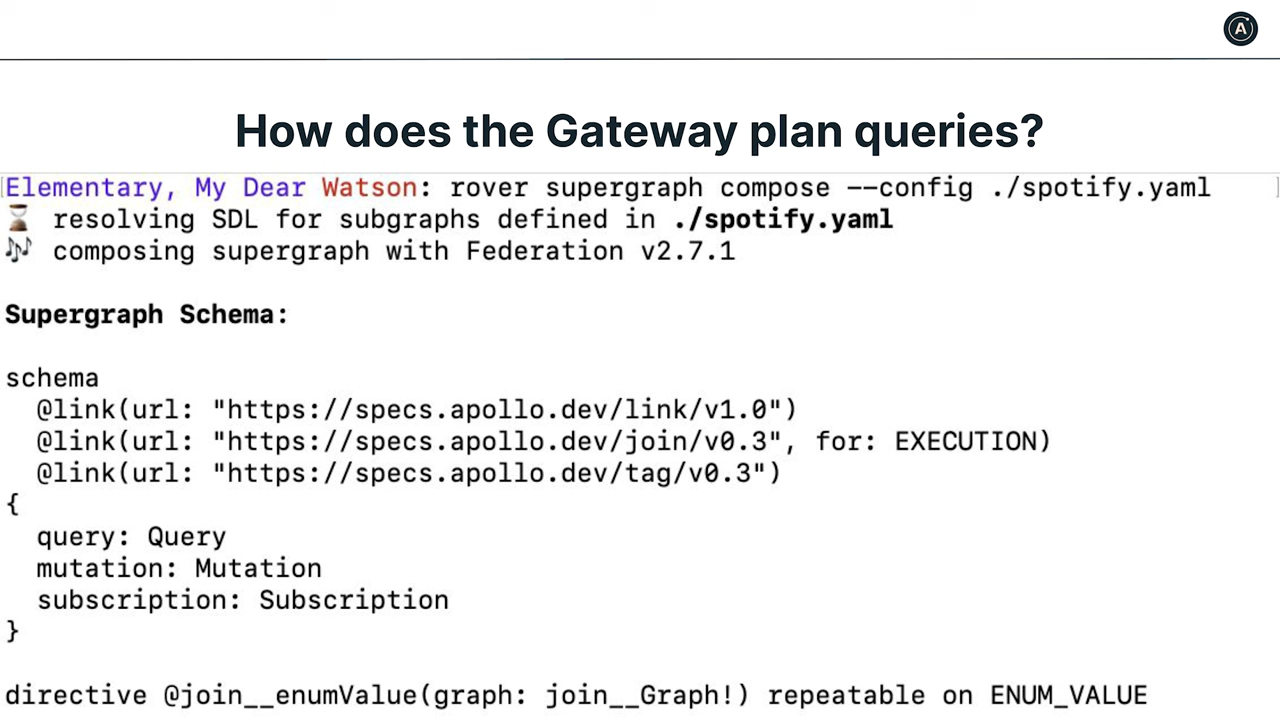 A
How does the Gateway plan queries?
Elementary, My Dear Watson: rover supergraph compose --config ./spotify.yaml
⌛ resolving SDL for subgraphs defined in ./spotify.yaml
🎶 composing supergraph with Federation v2.7.1
Supergraph Schema:
schema
@link(url: "https://specs.apollo.dev/link/v1.0")
@link(url: "https://specs.apollo.dev/join/v0.3", for: EXECUTION)
@link(url: "https://specs.apollo.dev/tag/v0.3")
{
query: Query
mutation: Mutation
subscription: Subscription
}
directive @join__enumValue(graph: join__Graph!) repeatable on ENUM_VALUE